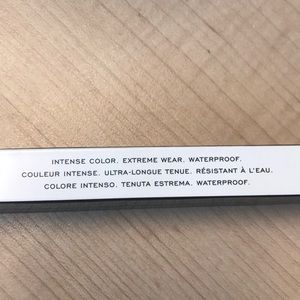 INTENSE COLOR. EXTREME WEAR. WATERPROOF.
COULEUR INTENSE. ULTRA-LONGUE TENUE. RÉSISTANT À L'EAU.
COLORE INTENSO. TENUTA ESTREMA. WATERPROOF.